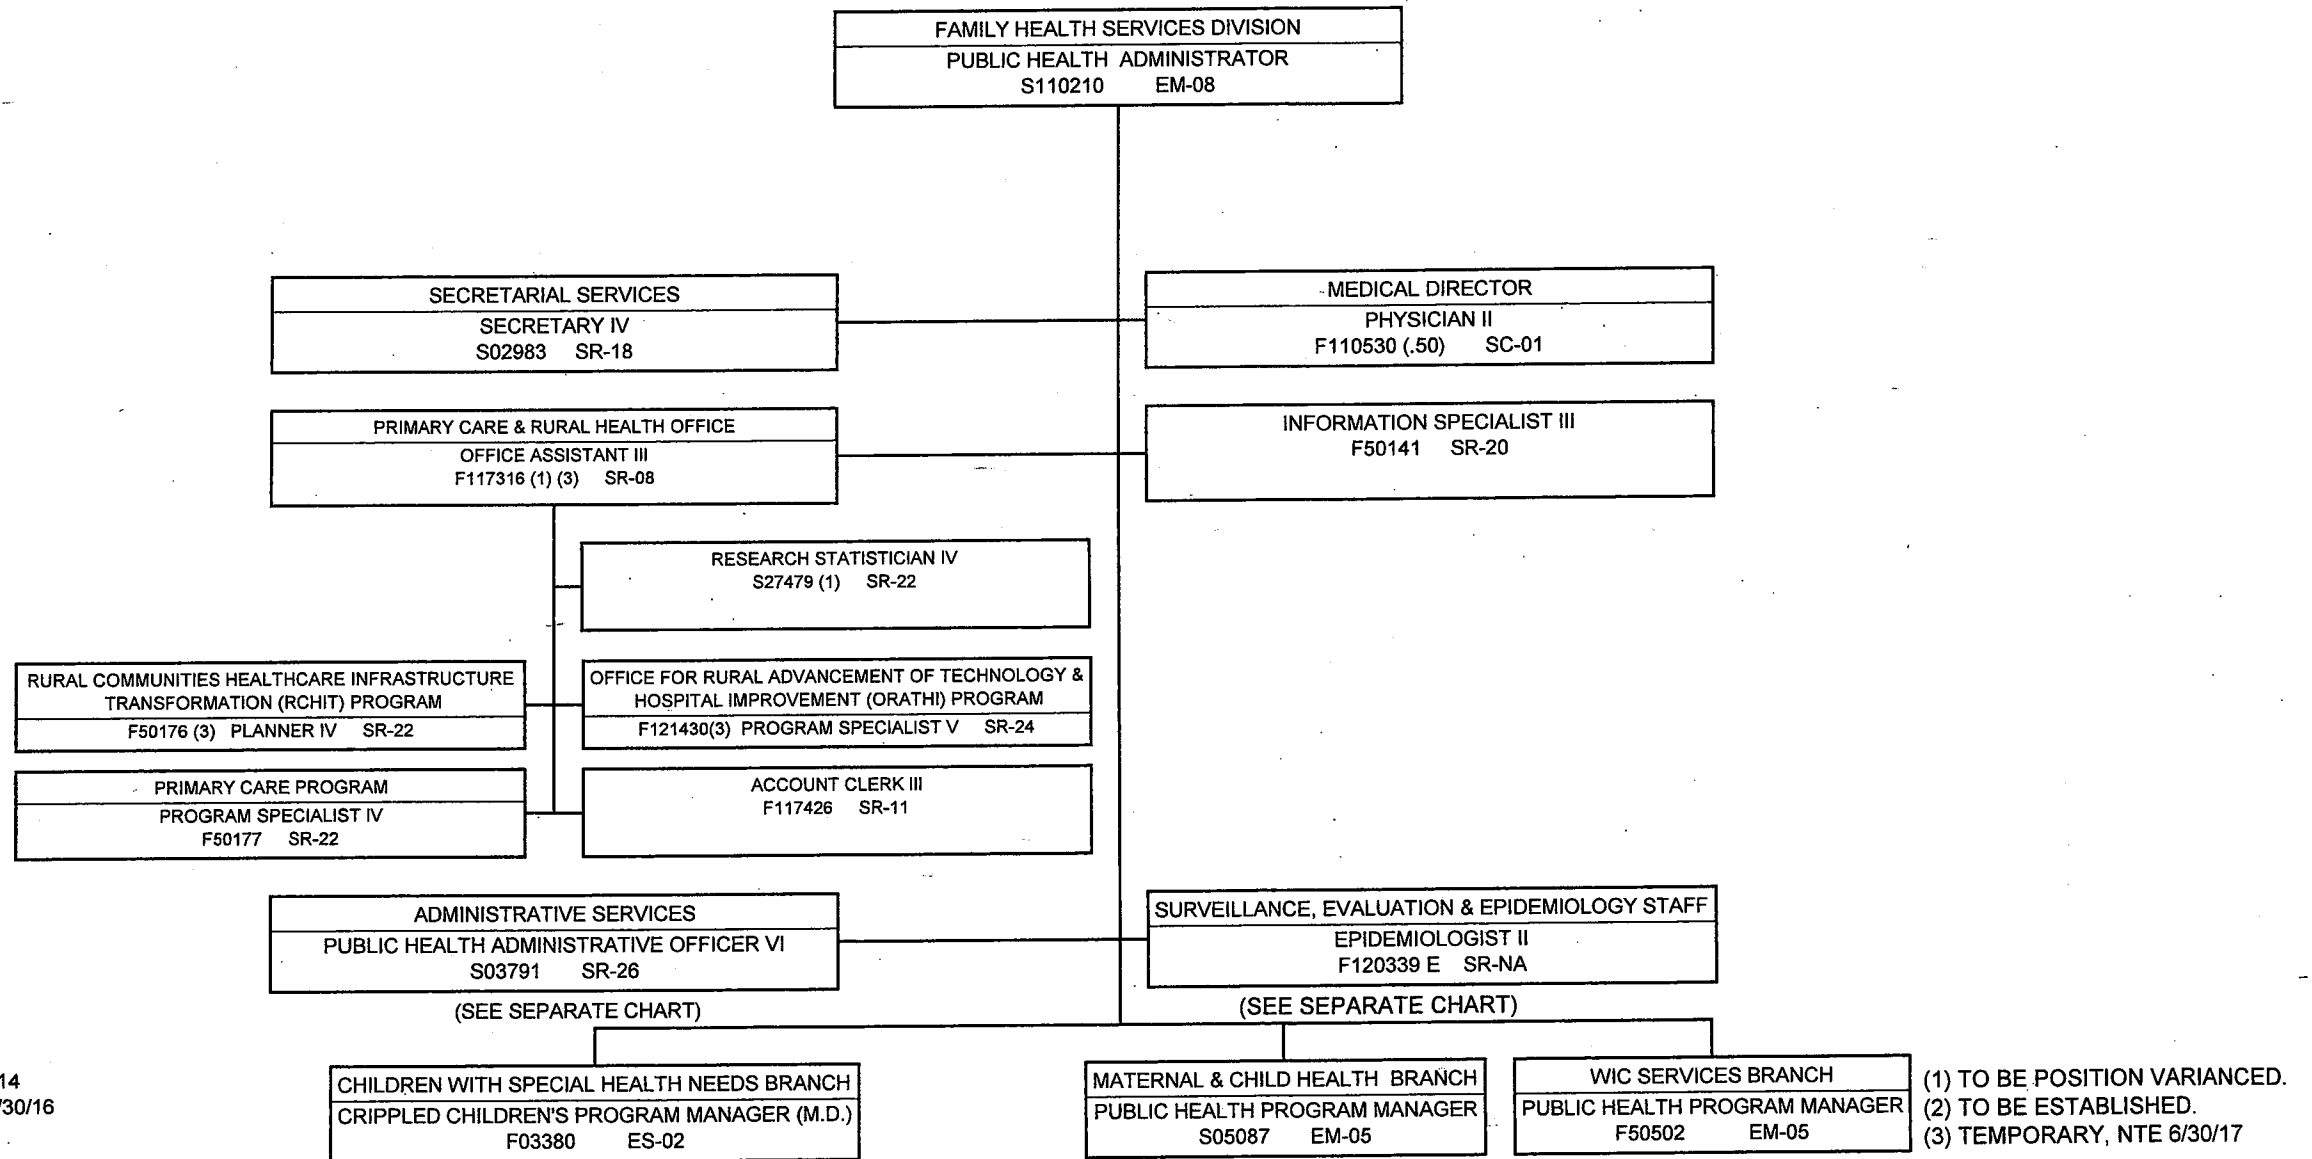 FAMILY HEALTH SERVICES DIVISION
PUBLIC HEALTH ADMINISTRATOR
S110210 EM-08
SECRETARIAL SERVICES
SECRETARY IV
S02983 SR-18
MEDICAL DIRECTOR
PHYSICIAN II
F110530 (.50) SC-01
PRIMARY CARE & RURAL HEALTH OFFICE
OFFICE ASSISTANT III
F117316 (1) (3) SR-08
INFORMATION SPECIALIST III
F50141 SR-20
RESEARCH STATISTICIAN IV
S27479 (1) SR-22
RURAL COMMUNITIES HEALTHCARE INFRASTRUCTURE
TRANSFORMATION (RCHIT) PROGRAM
F50176 (3) PLANNER IV SR-22
OFFICE FOR RURAL ADVANCEMENT OF TECHNOLOGY &
HOSPITAL IMPROVEMENT (ORATHI) PROGRAM
F121430(3) PROGRAM SPECIALIST V SR-24
PRIMARY CARE PROGRAM
PROGRAM SPECIALIST IV
F50177 SR-22
ACCOUNT CLERK III
F117426 SR-11
ADMINISTRATIVE SERVICES
PUBLIC HEALTH ADMINISTRATIVE OFFICER VI
S03791 SR-26
(SEE SEPARATE CHART)
SURVEILLANCE, EVALUATION & EPIDEMIOLOGY STAFF
EPIDEMIOLOGIST II
F120339 E SR-NA
(SEE SEPARATE CHART)
14
/30/16
CHILDREN WITH SPECIAL HEALTH NEEDS BRANCH
CRIPPLED CHILDREN'S PROGRAM MANAGER (M.D.)
F03380 ES-02
MATERNAL & CHILD HEALTH BRANCH
PUBLIC HEALTH PROGRAM MANAGER
S05087 EM-05
WIC SERVICES BRANCH
PUBLIC HEALTH PROGRAM MANAGER
F50502 EM-05
(1) TO BE POSITION VARIANCED.
(2) TO BE ESTABLISHED.
(3) TEMPORARY, NTE 6/30/17